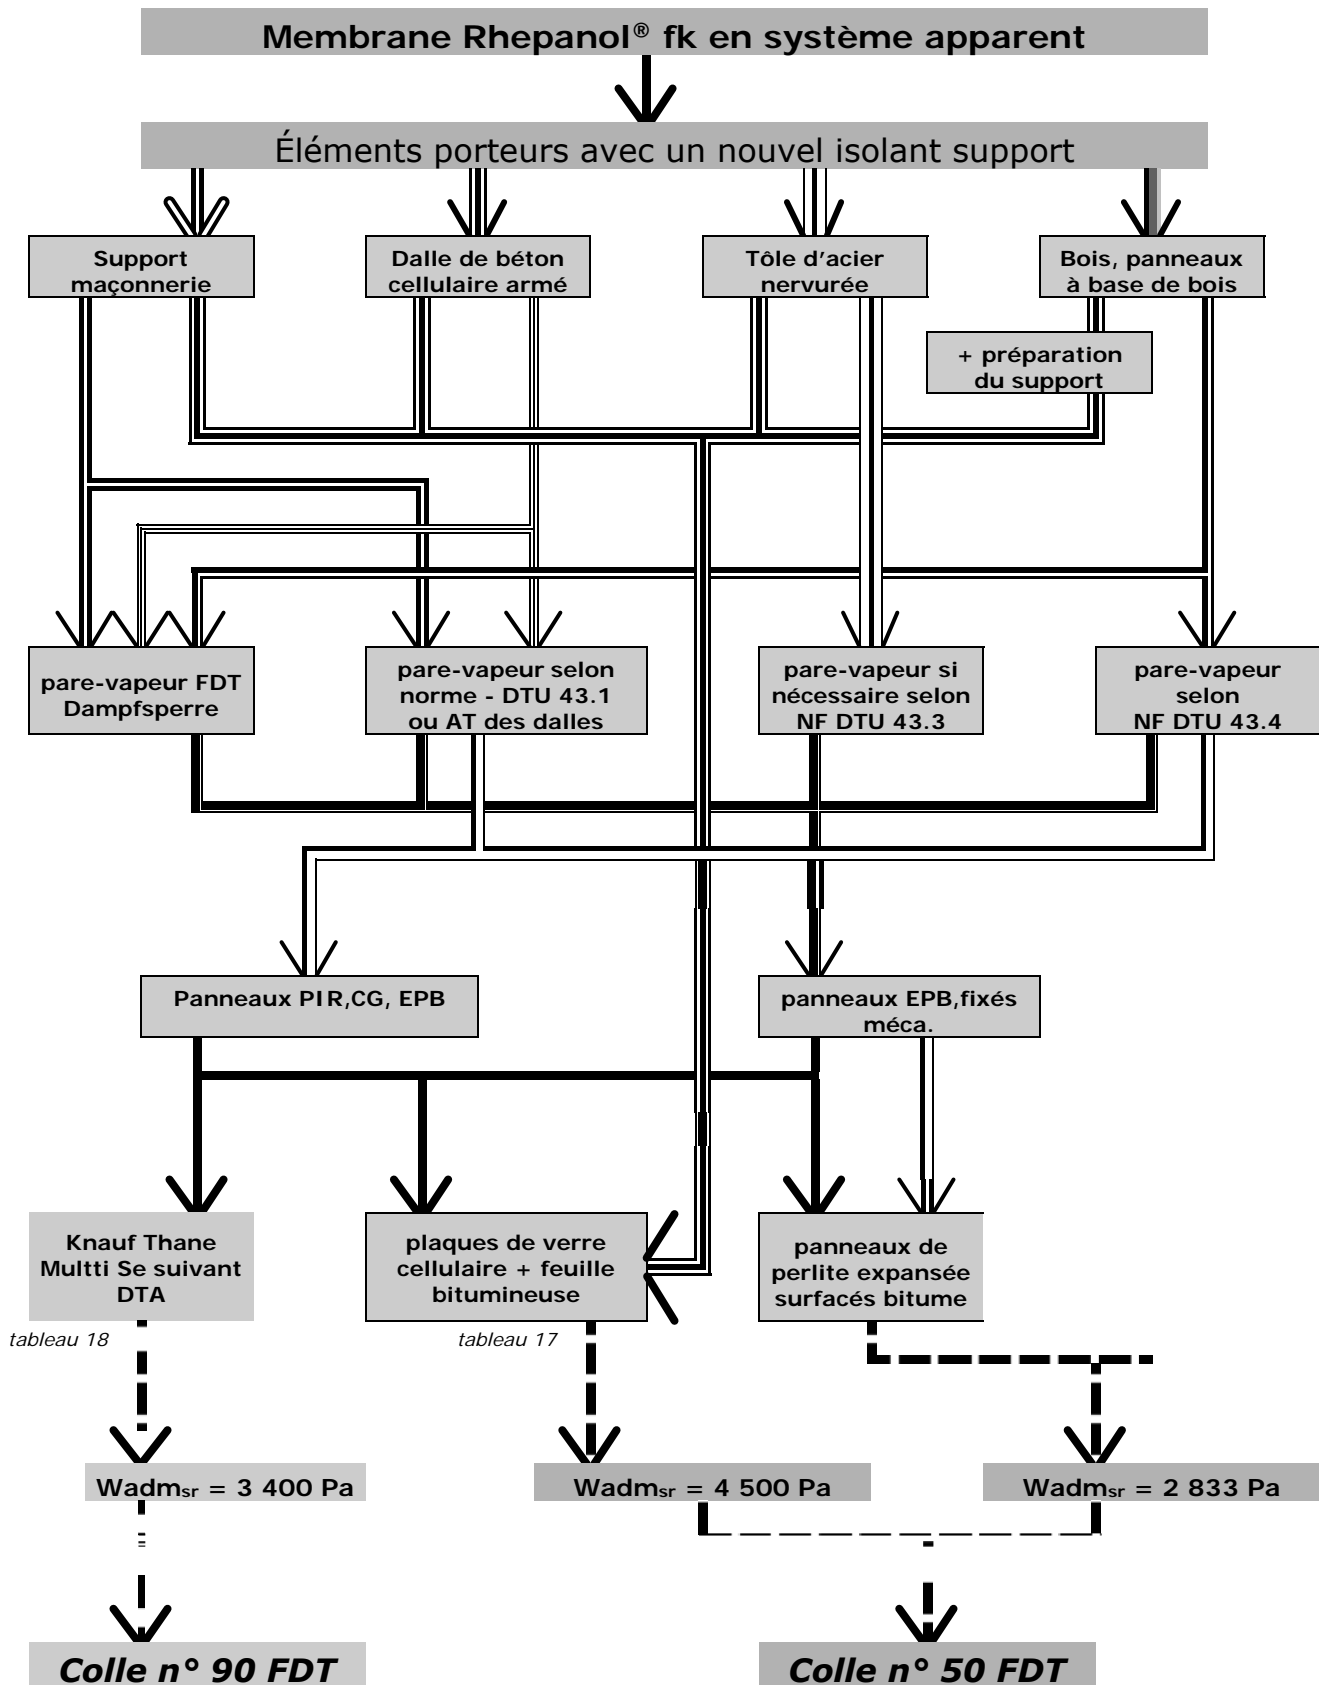 Membrane Rhepanol® fk en système apparent
Éléments porteurs avec un nouvel isolant support
Support
maçonnerie
Dalle de béton
cellulaire armé
Tôle d'acier
nervurée
Bois, panneaux
à base de bois
+ préparation
du support
pare-vapeur FDT
Dampfsperre
pare-vapeur selon
norme - DTU 43.1
ou AT des dalles
pare-vapeur si
nécessaire selon
NF DTU 43.3
pare-vapeur
selon
NF DTU 43.4
Panneaux PIR,CG, EPB
panneaux EPB,fixés
méca.
Knauf Thane
Multti Se suivant
DTA
plaques de verre
cellulaire + feuille
bitumineuse
panneaux de
perlite expansée
surfacés bitume
tableau 18
tableau 17
Wadmsr = 3 400 Pa
Wadmsr = 4 500 Pa
Wadmsr = 2 833 Pa
Colle n° 90 FDT
Colle n° 50 FDT